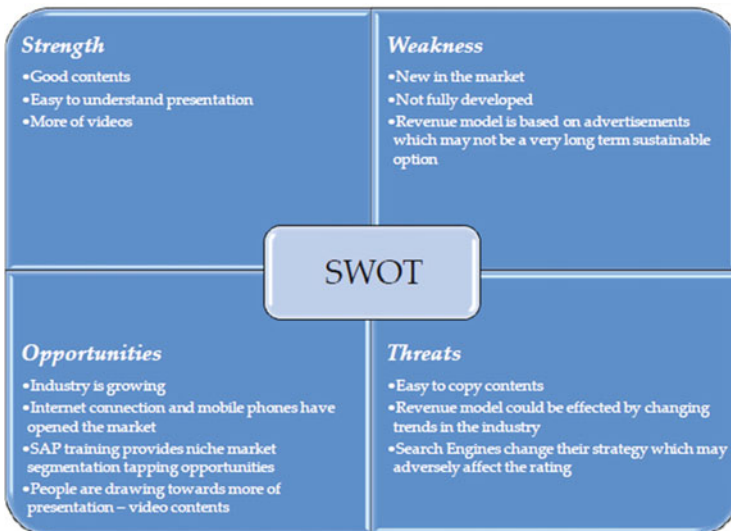 Strength
•Good contents
•Easy to understand presentation
•More of videos
Weakness
•New in the market
•Not fully developed
•Revenue model is based on advertisements
which may not be a very long term sustainable
option
SWOT
Opportunities
•Industry is growing
•Internet connection and mobile phones have
opened the market
•SAP training provides niche market
segmentation tapping opportunities
•People are drawing towards more of
presentation – video contents
Threats
•Easy to copy contents
•Revenue model could be effected by changing
trends in the industry
•Search Engines change their strategy which may
adversely affect the rating